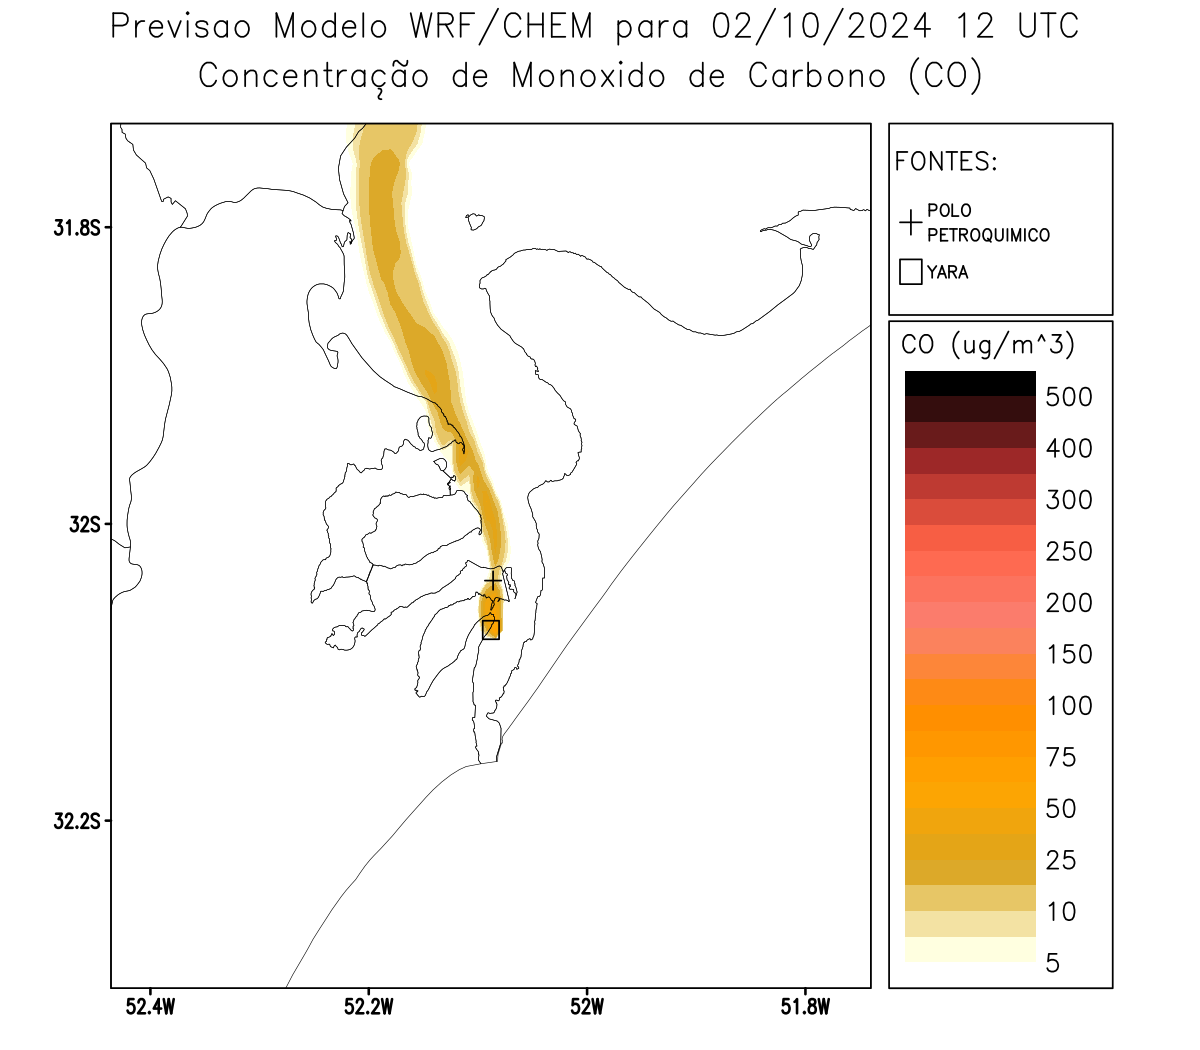 Previsao Modelo WRF/CHEM para 02/10/2024 12 UTC
Concentração de Monoxido de Carbono (CO)
FONTES:
POLO
PETROQUIMICO
YARA
CO (ug/m^3)
500
400
300
250
200
150
100
75
50
25
10
5
31.8S
32S
32.2S
52.4W
52.2W
52W
51.8W